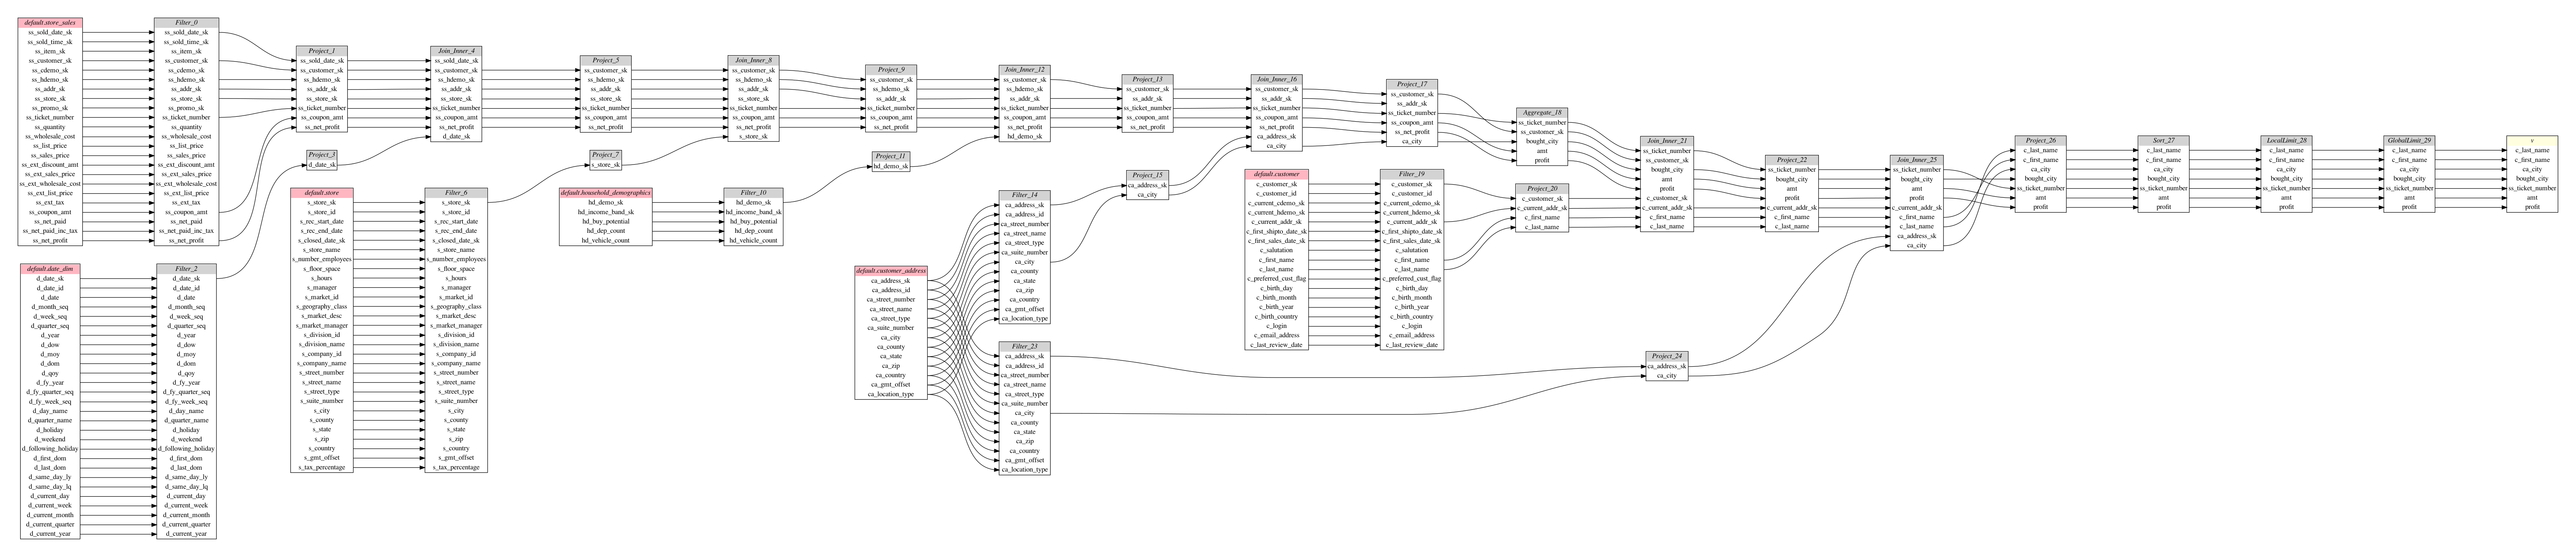 default.store_sales
ss_sold_date_sk
ss_sold_time_sk
ss_item_sk
ss_customer_sk
ss_cdemo_sk
ss_hdemo_sk
ss_addr_sk
ss_store_sk
ss_promo_sk
ss_ticket_number
ss_quantity
ss_wholesale_cost
ss_list_price
ss_sales_price
ss_ext_discount_amt
ss_ext_sales_price
ss_ext_wholesale_cost
ss_ext_list_price
ss_ext_tax
ss_coupon_amt
ss_net_paid
ss_net_paid_inc_tax
ss_net_profit
default.date_dim
d_date_sk
d_date_id
d_date
d_month_seq
d_week_seq
d_quarter_seq
d_year
d_dow
d_moy
d_dom
d_qoy
d_fy_year
d_fy_quarter_seq
d_fy_week_seq
d_day_name
d_quarter_name
d_holiday
d_weekend
d_following_holiday
d_first_dom
d_last_dom
d_same_day_ly
d_same_day_lq
d_current_day
d_current_week
d_current_month
d_current_quarter
d_current_year
Filter_0
ss_sold_date_sk
ss_sold_time_sk
ss_item_sk
ss_customer_sk
ss_cdemo_sk
ss_hdemo_sk
ss_addr_sk
ss_store_sk
ss_promo_sk
ss_ticket_number
ss_quantity
ss_wholesale_cost
ss_list_price
ss_sales_price
ss_ext_discount_amt
ss_ext_sales_price
ss_ext_wholesale_cost
ss_ext_list_price
ss_ext_tax
ss_coupon_amt
ss_net_paid
ss_net_paid_inc_tax
ss_net_profit
Filter_2
d_date_sk
d_date_id
d_date
d_month_seq
d_week_seq
d_quarter_seq
d_year
d_dow
d_moy
d_dom
d_qoy
d_fy_year
d_fy_quarter_seq
d_fy_week_seq
d_day_name
d_quarter_name
d_holiday
d_weekend
d_following_holiday
d_first_dom
d_last_dom
d_same_day_ly
d_same_day_lq
d_current_day
d_current_week
d_current_month
d_current_quarter
d_current_year
Project_1
ss_sold_date_sk
ss_customer_sk
ss_hdemo_sk
ss_addr_sk
ss_store_sk
ss_ticket_number
ss_coupon_amt
ss_net_profit
Project_3
d_date_sk
default.store
s_store_sk
s_store_id
s_rec_start_date
s_rec_end_date
s_closed_date_sk
s_store_name
s_number_employees
s_floor_space
s_hours
s_manager
s_market_id
s_geography_class
s_market_desc
s_market_manager
s_division_id
s_division_name
s_company_id
s_company_name
s_street_number
s_street_name
s_street_type
s_suite_number
s_city
s_county
s_state
s_zip
s_country
s_gmt_offset
s_tax_percentage
Join_Inner_4
ss_sold_date_sk
ss_customer_sk
ss_hdemo_sk
ss_addr_sk
ss_store_sk
ss_ticket_number
ss_coupon_amt
ss_net_profit
d_date_sk
Filter_6
s_store_sk
s_store_id
s_rec_start_date
s_rec_end_date
s_closed_date_sk
s_store_name
s_number_employees
s_floor_space
s_hours
s_manager
s_market_id
s_geography_class
s_market_desc
s_market_manager
s_division_id
s_division_name
s_company_id
s_company_name
s_street_number
s_street_name
s_street_type
s_suite_number
s_city
s_county
s_state
s_zip
s_country
s_gmt_offset
s_tax_percentage
Project_5
ss_customer_sk
ss_hdemo_sk
ss_addr_sk
ss_store_sk
ss_ticket_number
ss_coupon_amt
ss_net_profit
Project_7
s_store_sk
default.household_demographics
hd_demo_sk
hd_income_band_sk
hd_buy_potential
hd_dep_count
hd_vehicle_count
Join_Inner_8
ss_customer_sk
ss_hdemo_sk
ss_addr_sk
ss_store_sk
ss_ticket_number
ss_coupon_amt
ss_net_profit
s_store_sk
Filter_10
hd_demo_sk
hd_income_band_sk
hd_buy_potential
hd_dep_count
hd_vehicle_count
Project_9
ss_customer_sk
ss_hdemo_sk
ss_addr_sk
ss_ticket_number
ss_coupon_amt
ss_net_profit
Project_11
hd_demo_sk
default.customer_address
ca_address_sk
ca_address_id
ca_street_number
ca_street_name
ca_street_type
ca_suite_number
ca_city
ca_county
ca_state
ca_zip
ca_country
ca_gmt_offset
ca_location_type
Join_Inner_12
ss_customer_sk
ss_hdemo_sk
ss_addr_sk
ss_ticket_number
ss_coupon_amt
ss_net_profit
hd_demo_sk
Filter_14
ca_address_sk
ca_address_id
ca_street_number
ca_street_name
ca_street_type
ca_suite_number
ca_city
ca_county
ca_state
ca_zip
ca_country
ca_gmt_offset
ca_location_type
Filter_23
ca_address_sk
ca_address_id
ca_street_number
ca_street_name
ca_street_type
ca_suite_number
ca_city
ca_county
ca_state
ca_zip
ca_country
ca_gmt_offset
ca_location_type
Project_13
ss_customer_sk
ss_addr_sk
ss_ticket_number
ss_coupon_amt
ss_net_profit
Project_15
ca_address_sk
ca_city
Join_Inner_16
ss_customer_sk
ss_addr_sk
ss_ticket_number
ss_coupon_amt
ss_net_profit
ca_address_sk
ca_city
default.customer
c_customer_sk
c_customer_id
c_current_cdemo_sk
c_current_hdemo_sk
c_current_addr_sk
c_first_shipto_date_sk
c_first_sales_date_sk
c_salutation
c_first_name
c_last_name
c_preferred_cust_flag
c_birth_day
c_birth_month
c_birth_year
c_birth_country
c_login
c_email_address
c_last_review_date
Project_17
ss_customer_sk
ss_addr_sk
ss_ticket_number
ss_coupon_amt
ss_net_profit
ca_city
Filter_19
c_customer_sk
c_customer_id
c_current_cdemo_sk
c_current_hdemo_sk
c_current_addr_sk
c_first_shipto_date_sk
c_first_sales_date_sk
c_salutation
c_first_name
c_last_name
c_preferred_cust_flag
c_birth_day
c_birth_month
c_birth_year
c_birth_country
c_login
c_email_address
c_last_review_date
Aggregate_18
ss_ticket_number
ss_customer_sk
bought_city
amt
profit
Project_20
c_customer_sk
c_current_addr_sk
c_first_name
c_last_name
Join_Inner_21
ss_ticket_number
ss_customer_sk
bought_city
amt
profit
c_customer_sk
c_current_addr_sk
c_first_name
c_last_name
Project_24
ca_address_sk
ca_city
Project_22
ss_ticket_number
bought_city
amt
profit
c_current_addr_sk
c_first_name
c_last_name
Join_Inner_25
ss_ticket_number
bought_city
amt
profit
c_current_addr_sk
c_first_name
c_last_name
ca_address_sk
ca_city
Project_26
c_last_name
c_first_name
ca_city
bought_city
ss_ticket_number
amt
profit
Sort_27
c_last_name
c_first_name
ca_city
bought_city
ss_ticket_number
amt
profit
LocalLimit_28
c_last_name
c_first_name
ca_city
bought_city
ss_ticket_number
amt
profit
GlobalLimit_29
c_last_name
c_first_name
ca_city
bought_city
ss_ticket_number
amt
profit
v
c_last_name
c_first_name
ca_city
bought_city
ss_ticket_number
amt
profit